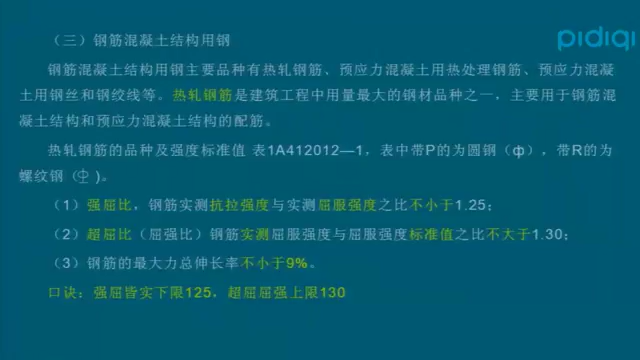 pidiqi
（三）钢筋混凝土结构用钢
钢筋混凝土结构用钢主要品种有热轧钢筋、预应力混凝土用热处理钢筋、预应力混凝
土用钢丝和钢绞线等。热轧钢筋是建筑工程中用量最大的钢材品种之一，主要用于钢筋混
凝土结构和预应力混凝土结构的配筋。
热轧钢筋的品种及强度标准值 表1A412012—1，表中带P的为圆钢（ф），带R的为
螺纹钢（⏀ )。
（1）强屈比，钢筋实测抗拉强度与实测屈服强度之比不小于1.25；
（2）超屈比（屈强比）钢筋实测屈服强度与屈服强度标准值之比不大于1.30；
（3）钢筋的最大力总伸长率不小于9%。
口诀：强屈皆实下限125，超屈屈强上限130